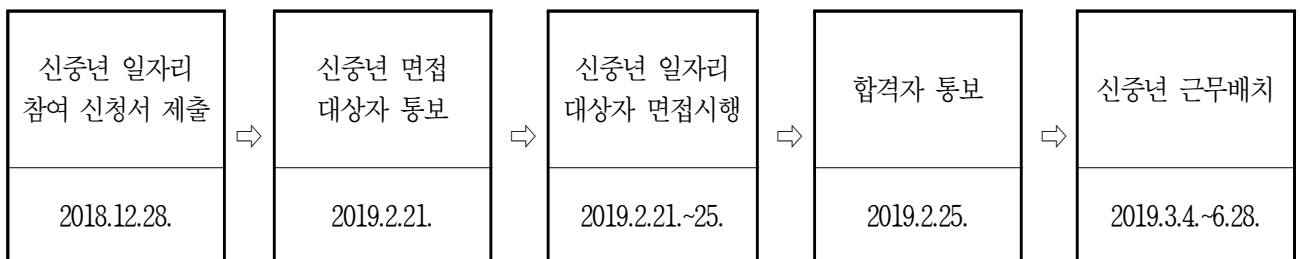 신중년 일자리
참여 신청서 제출
2018.12.28.
⇨
신중년 면접
대상자 통보
2019.2.21.
⇨
신중년 일자리
대상자 면접시행
2019.2.21.~25.
⇨
합격자 통보
2019.2.25.
⇨
신중년 근무배치
2019.3.4.~6.28.